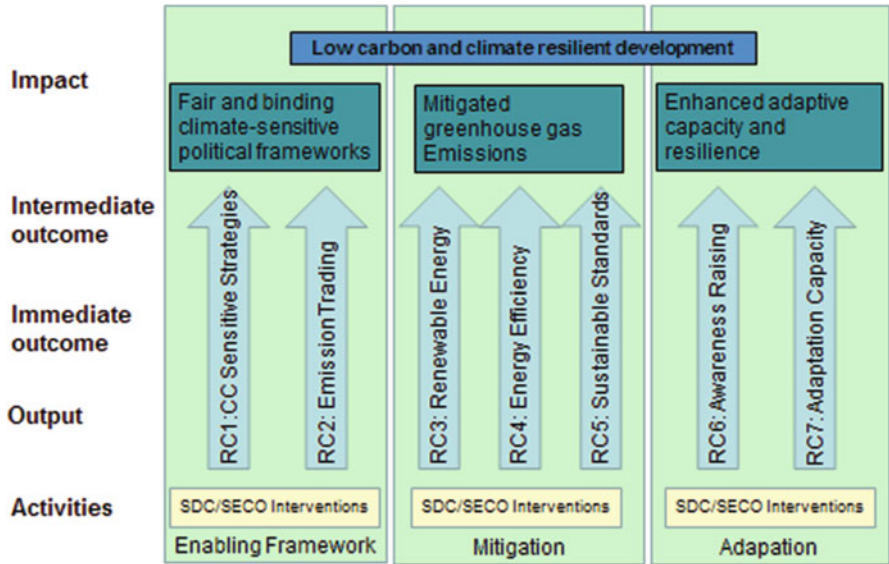 Low carbon and climate resilient development
Impact
Fair and binding
climate-sensitive
political frameworks
Mitigated
greenhouse gas
Emissions
Enhanced adaptive
capacity and
resilience
Intermediate
outcome
Immediate
outcome
Output
RC1:CC Sensitive Strategies
RC2: Emission Trading
RC3: Renewable Energy
RC4: Energy Efficiency
RC5: Sustainable Standards
RC6: Awareness Raising
RC7: Adaptation Capacity
Activities
SDC/SECO Interventions
SDC/SECO Interventions
SDC/SECO Interventions
Enabling Framework
Mitigation
Adapation